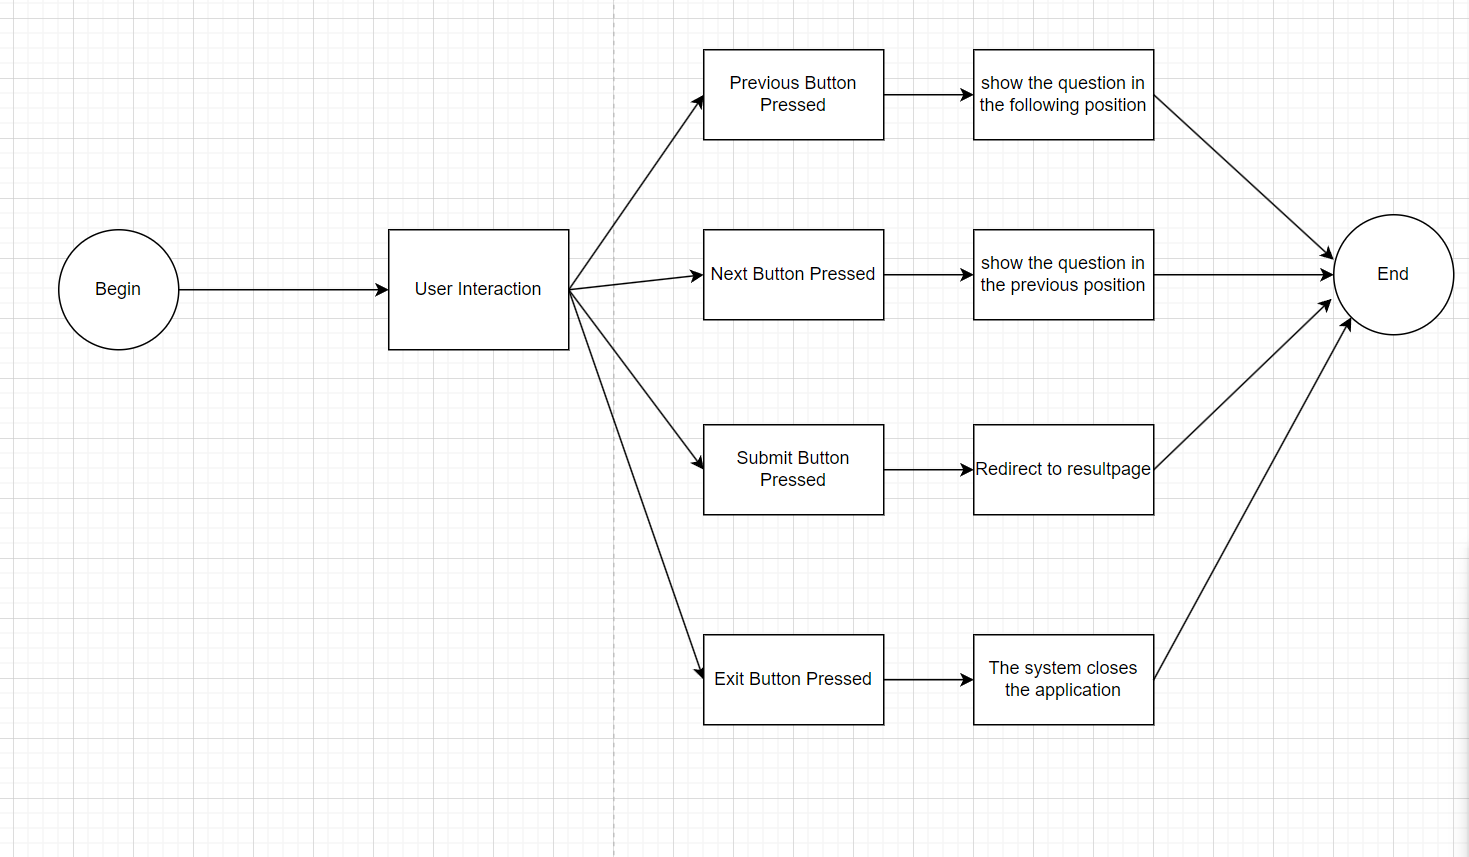 Begin
User Interaction
Previous Button
Pressed
show the question in
the following position
Next Button Pressed
show the question in
the previous position
Submit Button
Pressed
Redirect to resultpage
Exit Button Pressed
The system closes
the application
End